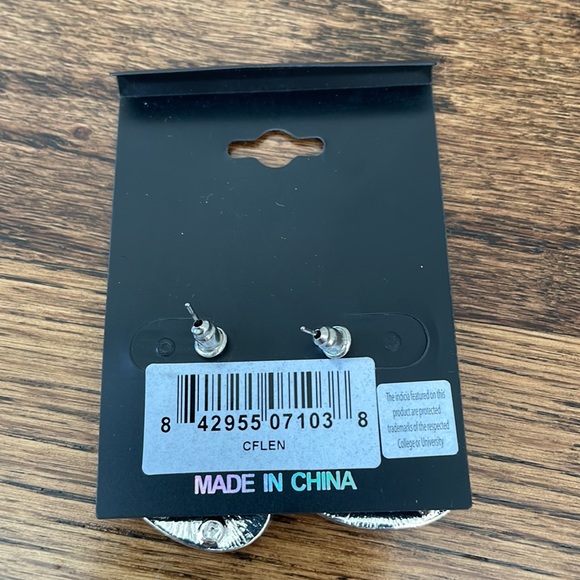 8 42955 07103 8
CFLEN
The indicia featured on this
product are protected
trademarks of the respected
College or University
MADE IN CHINA